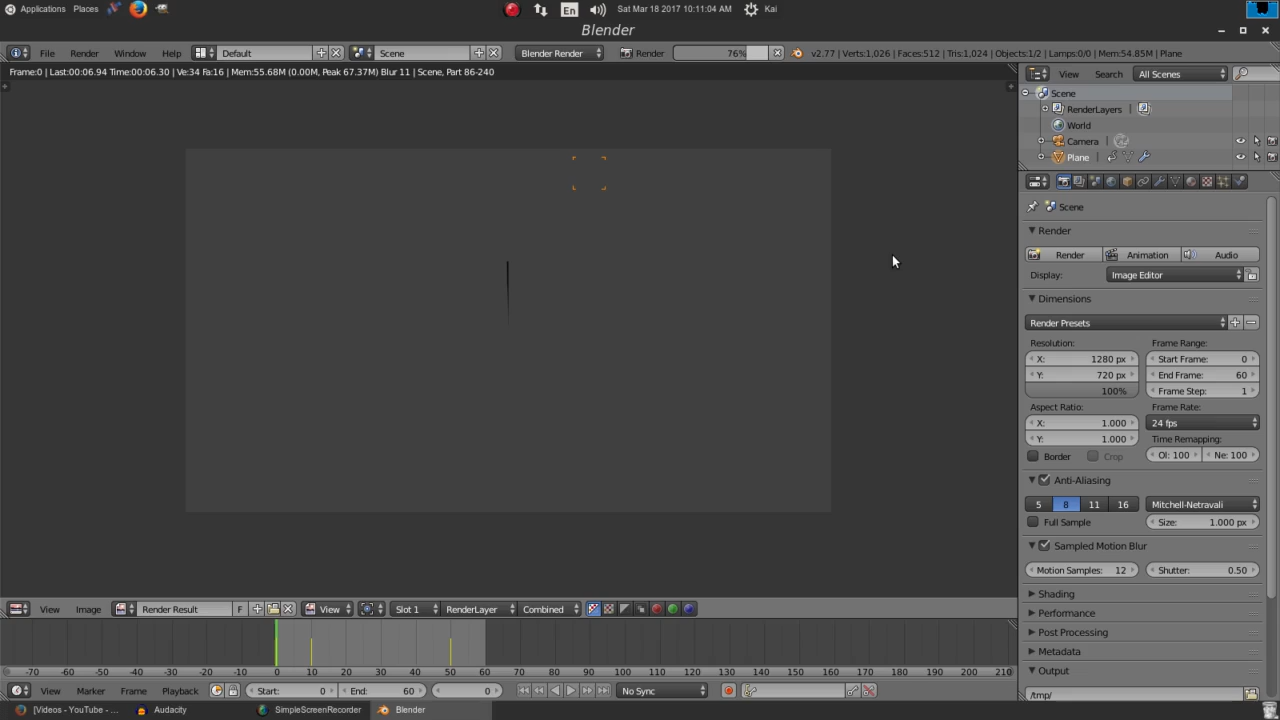 Applications Places En Sat Mar 18 2017 10:11:04 AM Kai
Blender
File Render Window Help Default Scene Blender Render Render 76% v2.77 | Verts:1,026 | Faces:512 | Tris:1,024 | Objects:1/2 | Lamps:0/0 | Mem:54.85M | Plane
Frame:0 | Last:00:06.94 Time:00:06.30 | Ve:34 Fa:16 | Mem:55.68M (0.00M, Peak 67.37M) Blur 11 | Scene, Part 86-240
View Search All Scenes
Scene
RenderLayers |
World
Camera
Plane
Scene
Render
Render Animation Audio
Display: Image Editor
Dimensions
Render Presets
Resolution: Frame Range:
X: 1280 px Start Frame: 0
Y: 720 px End Frame: 60
100% Frame Step: 1
Aspect Ratio: Frame Rate:
X: 1.000 24 fps
Y: 1.000 Time Remapping:
Border Crop Ol: 100 Ne: 100
Anti-Aliasing
5 8 11 16 Mitchell-Netravali
Full Sample Size: 1.000 px
Sampled Motion Blur
Motion Samples: 12 Shutter: 0.50
Shading
Performance
Post Processing
Metadata
Output
/tmp/
View Image Render Result F View Slot 1 RenderLayer Combined
-70 -60 -50 -40 -30 -20 -10 0 10 20 30 40 50 60 70 80 90 100 110 120 130 140 150 160 170 180 190 200 210
View Marker Frame Playback Start: 0 End: 60 0 No Sync
[Videos - YouTube - ... Audacity SimpleScreenRecorder Blender